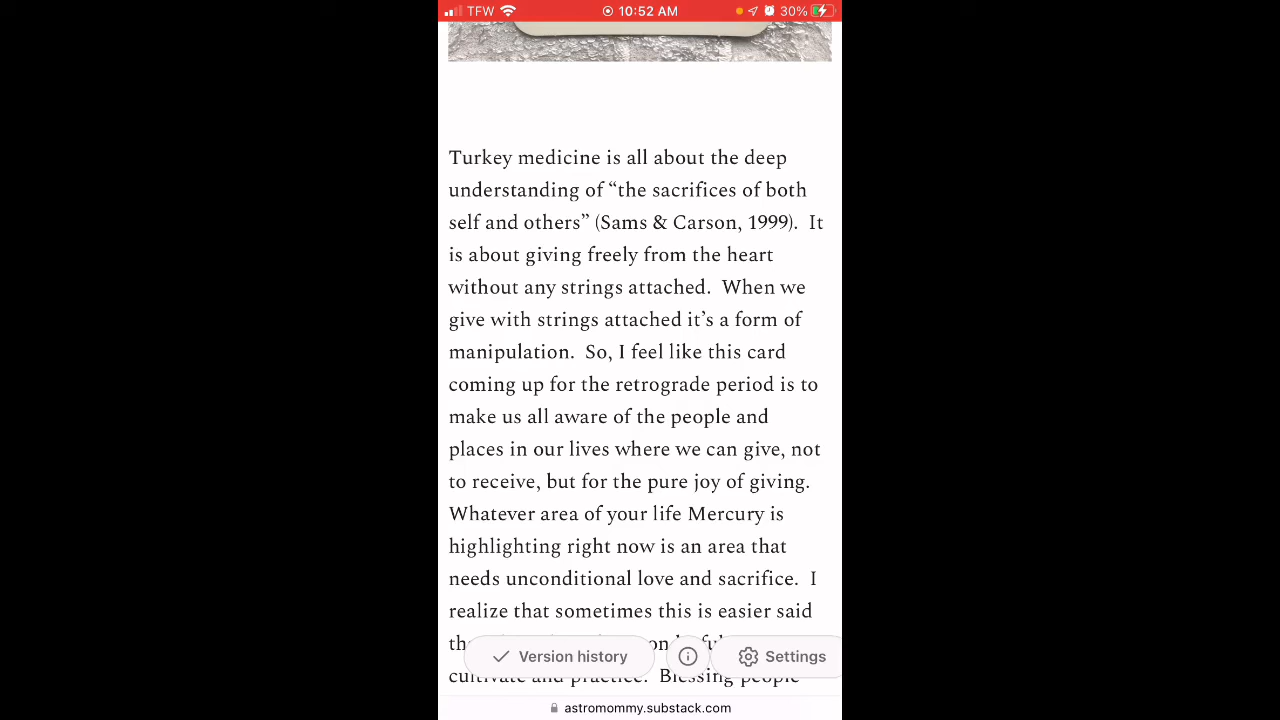 TFW 10:52 AM 30%
Turkey medicine is all about the deep
understanding of “the sacrifices of both
self and others” (Sams & Carson, 1999).  It
is about giving freely from the heart
without any strings attached.  When we
give with strings attached it’s a form of
manipulation.  So, I feel like this card
coming up for the retrograde period is to
make us all aware of the people and
places in our lives where we can give, not
to receive, but for the pure joy of giving.
Whatever area of your life Mercury is
highlighting right now is an area that
needs unconditional love and sacrifice.  I
realize that sometimes this is easier said
cultivate and practice.  Blessing people
Version history Settings
astromommy.substack.com